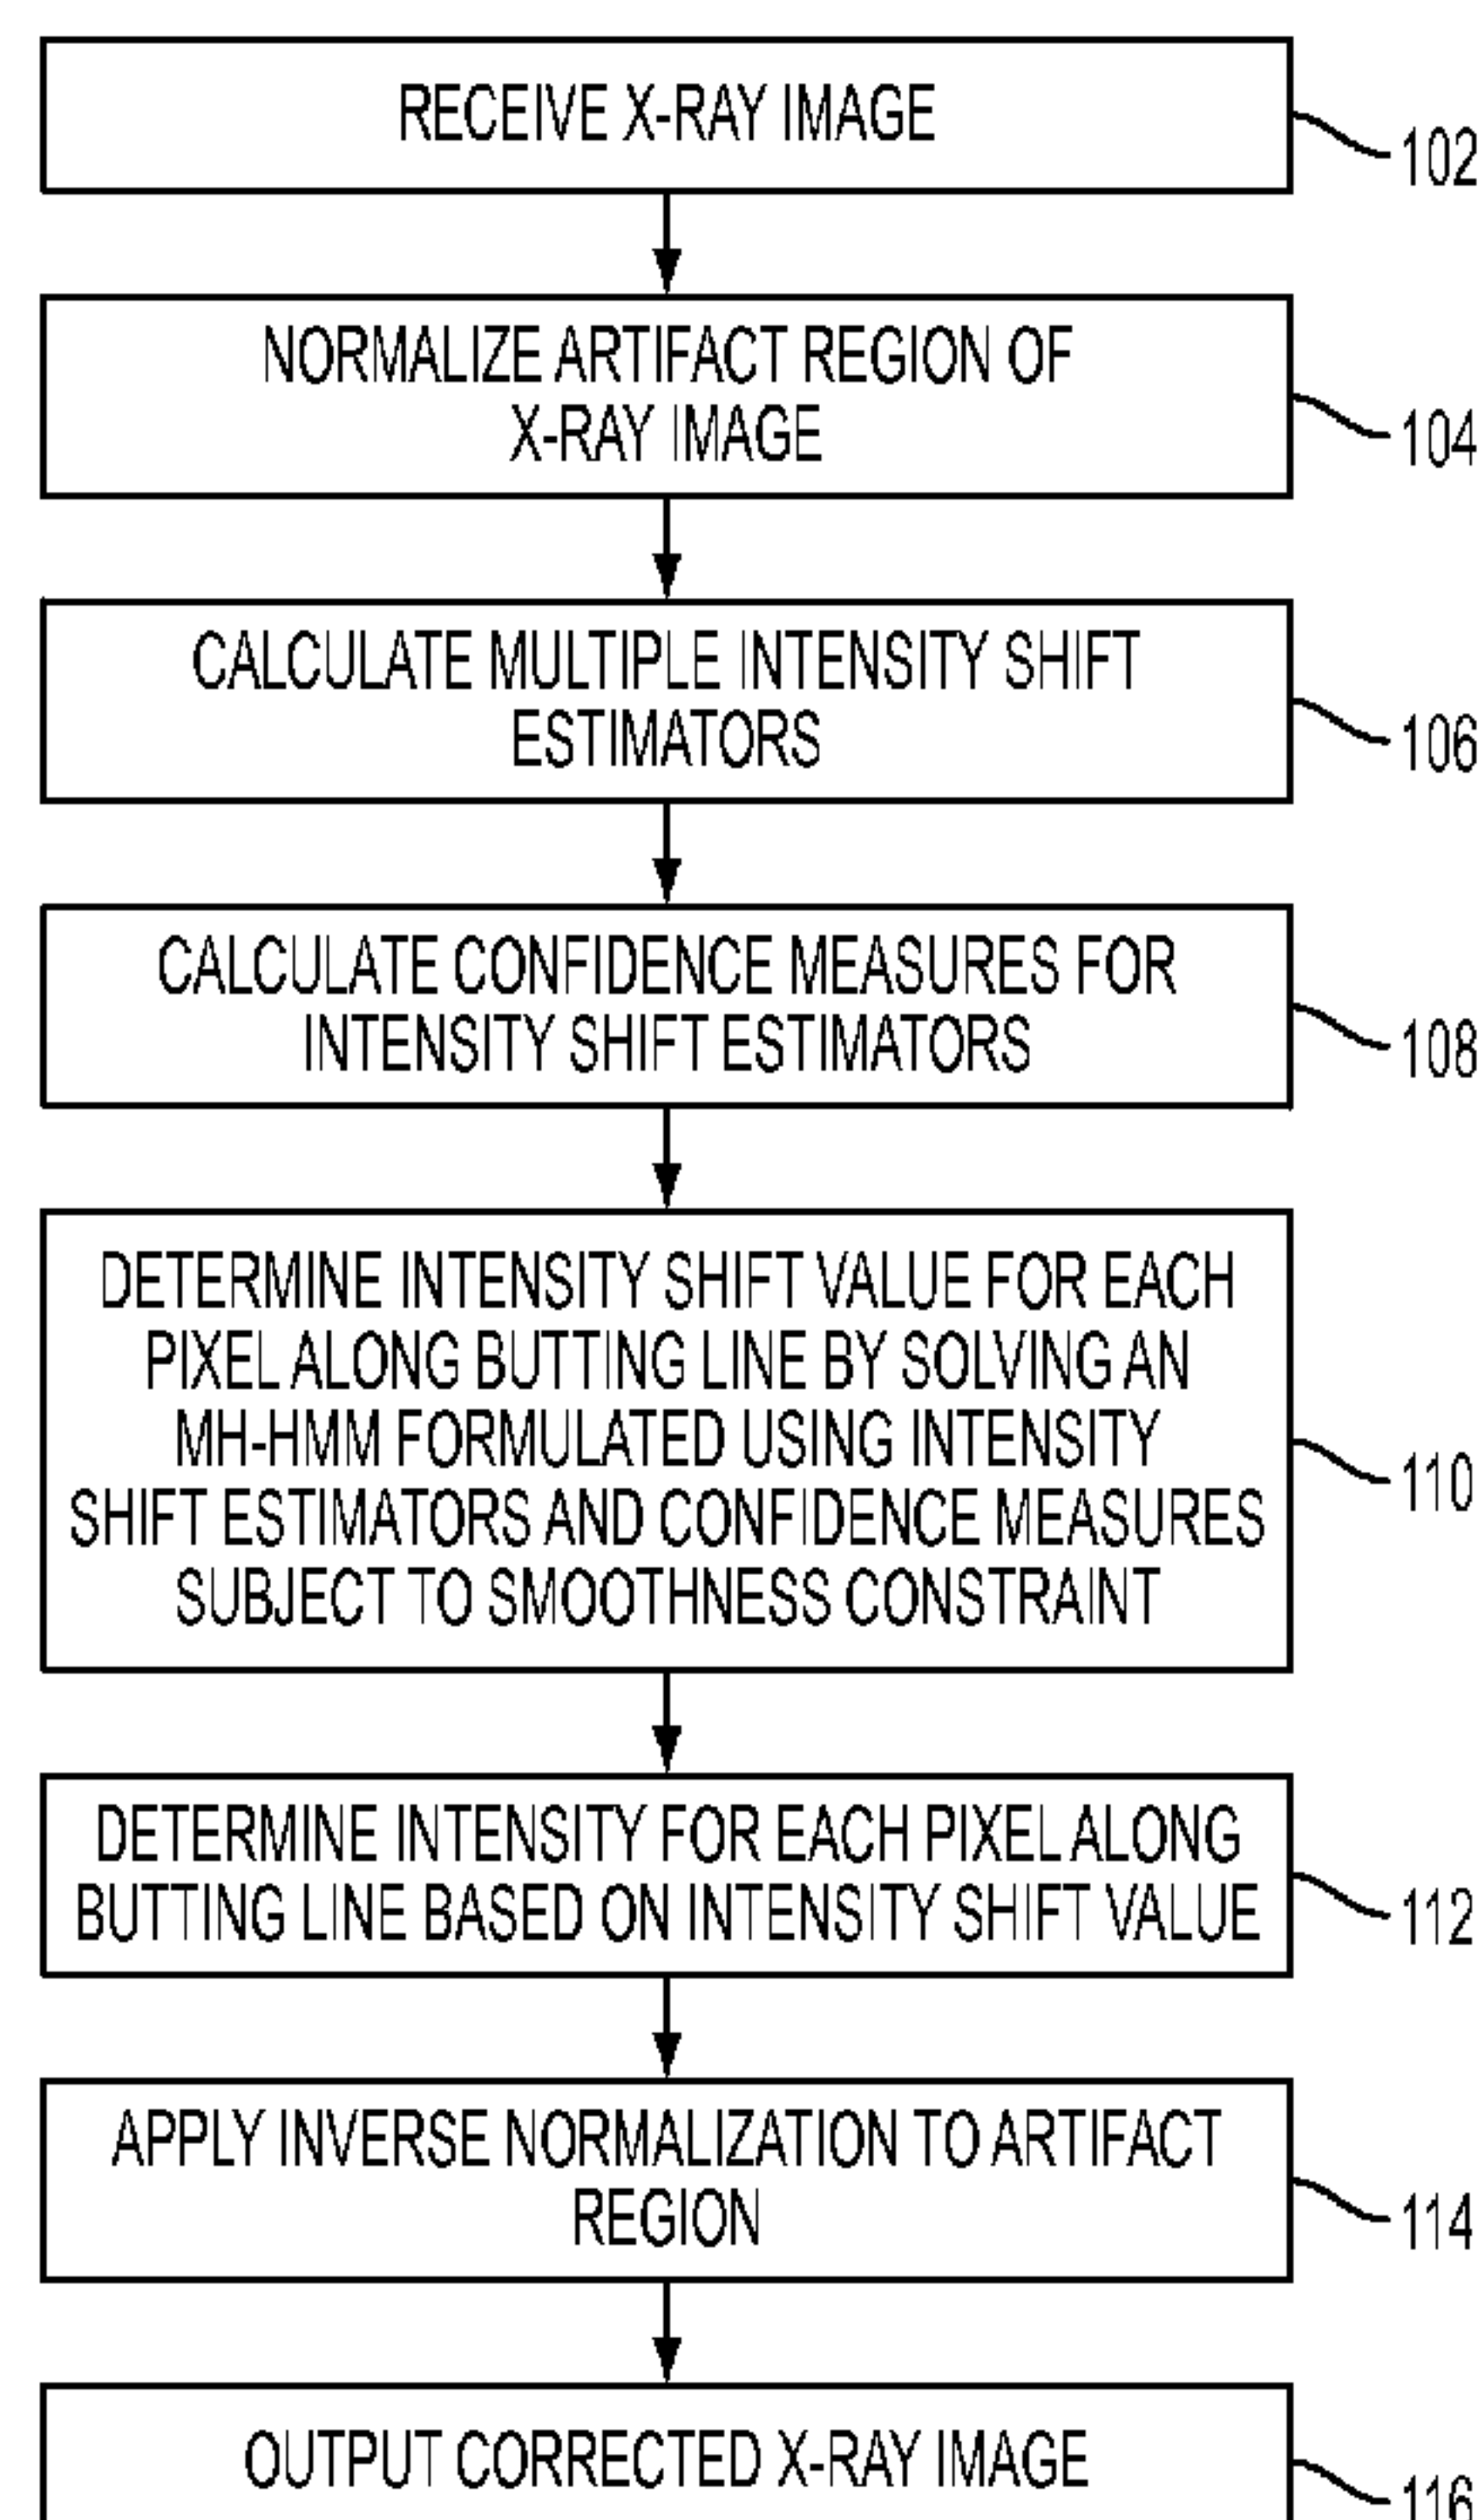 RECEIVE X-RAY IMAGE
102
NORMALIZE ARTIFACT REGION OF
X-RAY IMAGE
104
CALCULATE MULTIPLE INTENSITY SHIFT
ESTIMATORS
106
CALCULATE CONFIDENCE MEASURES FOR
INTENSITY SHIFT ESTIMATORS
108
DETERMINE INTENSITY SHIFT VALUE FOR EACH
PIXEL ALONG BUTTING LINE BY SOLVING AN
MH-HMM FORMULATED USING INTENSITY
SHIFT ESTIMATORS AND CONFIDENCE MEASURES
SUBJECT TO SMOOTHNESS CONSTRAINT
110
DETERMINE INTENSITY FOR EACH PIXEL ALONG
BUTTING LINE BASED ON INTENSITY SHIFT VALUE
112
APPLY INVERSE NORMALIZATION TO ARTIFACT
REGION
114
OUTPUT CORRECTED X-RAY IMAGE
116